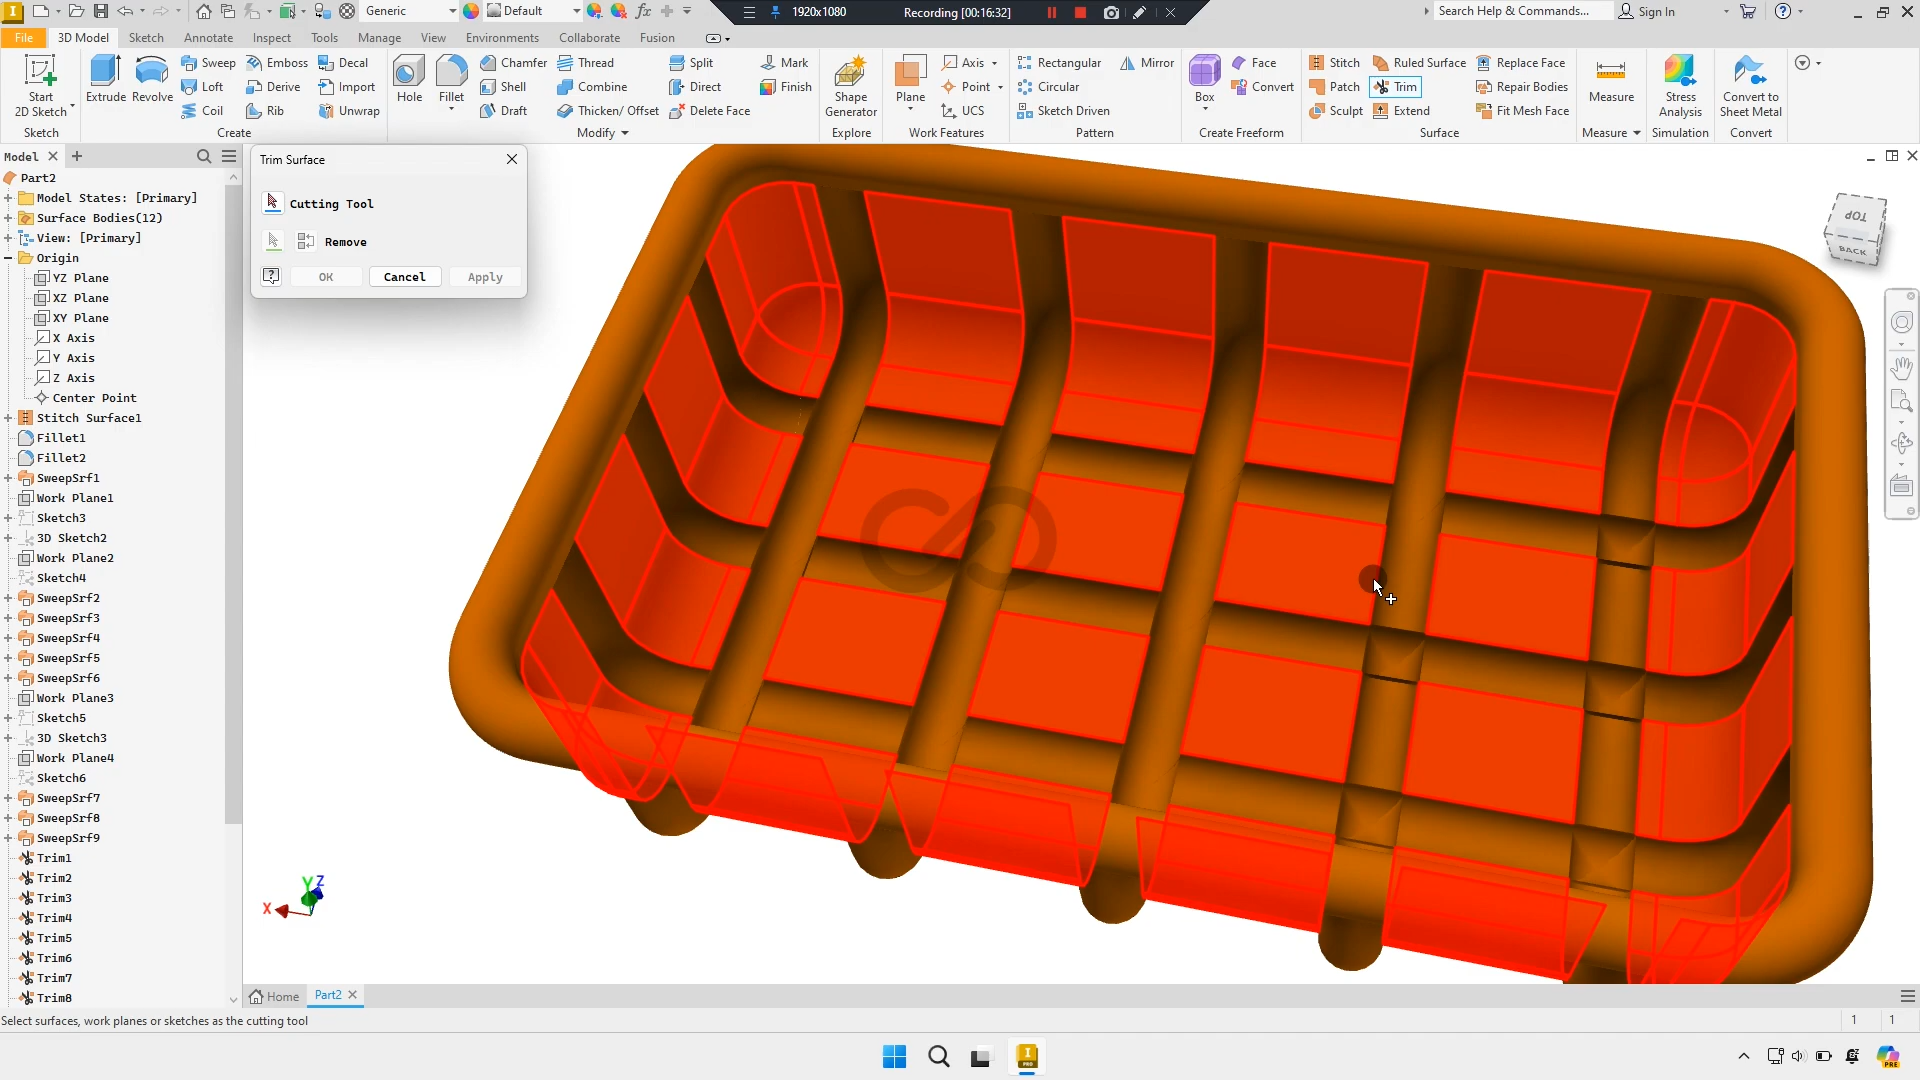 Generic
Default
fx
1920x1080
Recording [00:16:32]
Search Help & Commands...
Sign In
File
3D Model
Sketch
Annotate
Inspect
Tools
Manage
View
Environments
Collaborate
Fusion
Start
2D Sketch
Extrude
Revolve
Sweep
Emboss
Decal
Loft
Derive
Import
Coil
Rib
Unwrap
Hole
Fillet
Chamfer
Thread
Split
Shell
Combine
Direct
Draft
Thicken/ Offset
Delete Face
Mark
Finish
Shape
Generator
Plane
Axis
Point
UCS
Rectangular
Mirror
Circular
Sketch Driven
Box
Face
Convert
Stitch
Ruled Surface
Replace Face
Patch
Trim
Repair Bodies
Sculpt
Extend
Fit Mesh Face
Measure
Stress
Analysis
Convert to
Sheet Metal
Sketch
Create
Modify
Explore
Work Features
Pattern
Create Freeform
Surface
Measure
Simulation
Convert
Model
Part2
Model States: [Primary]
Surface Bodies(12)
View: [Primary]
Origin
YZ Plane
XZ Plane
XY Plane
X Axis
Y Axis
Z Axis
Center Point
Stitch Surface1
Fillet1
Fillet2
SweepSrf1
Work Plane1
Sketch3
3D Sketch2
Work Plane2
Sketch4
SweepSrf2
SweepSrf3
SweepSrf4
SweepSrf5
SweepSrf6
Work Plane3
Sketch5
3D Sketch3
Work Plane4
Sketch6
SweepSrf7
SweepSrf8
SweepSrf9
Trim1
Trim2
Trim3
Trim4
Trim5
Trim6
Trim7
Trim8
Trim Surface
Cutting Tool
Remove
OK
Cancel
Apply
TOP
BACK
Y
Z
X
Home
Part2
Select surfaces, work planes or sketches as the cutting tool
1
1